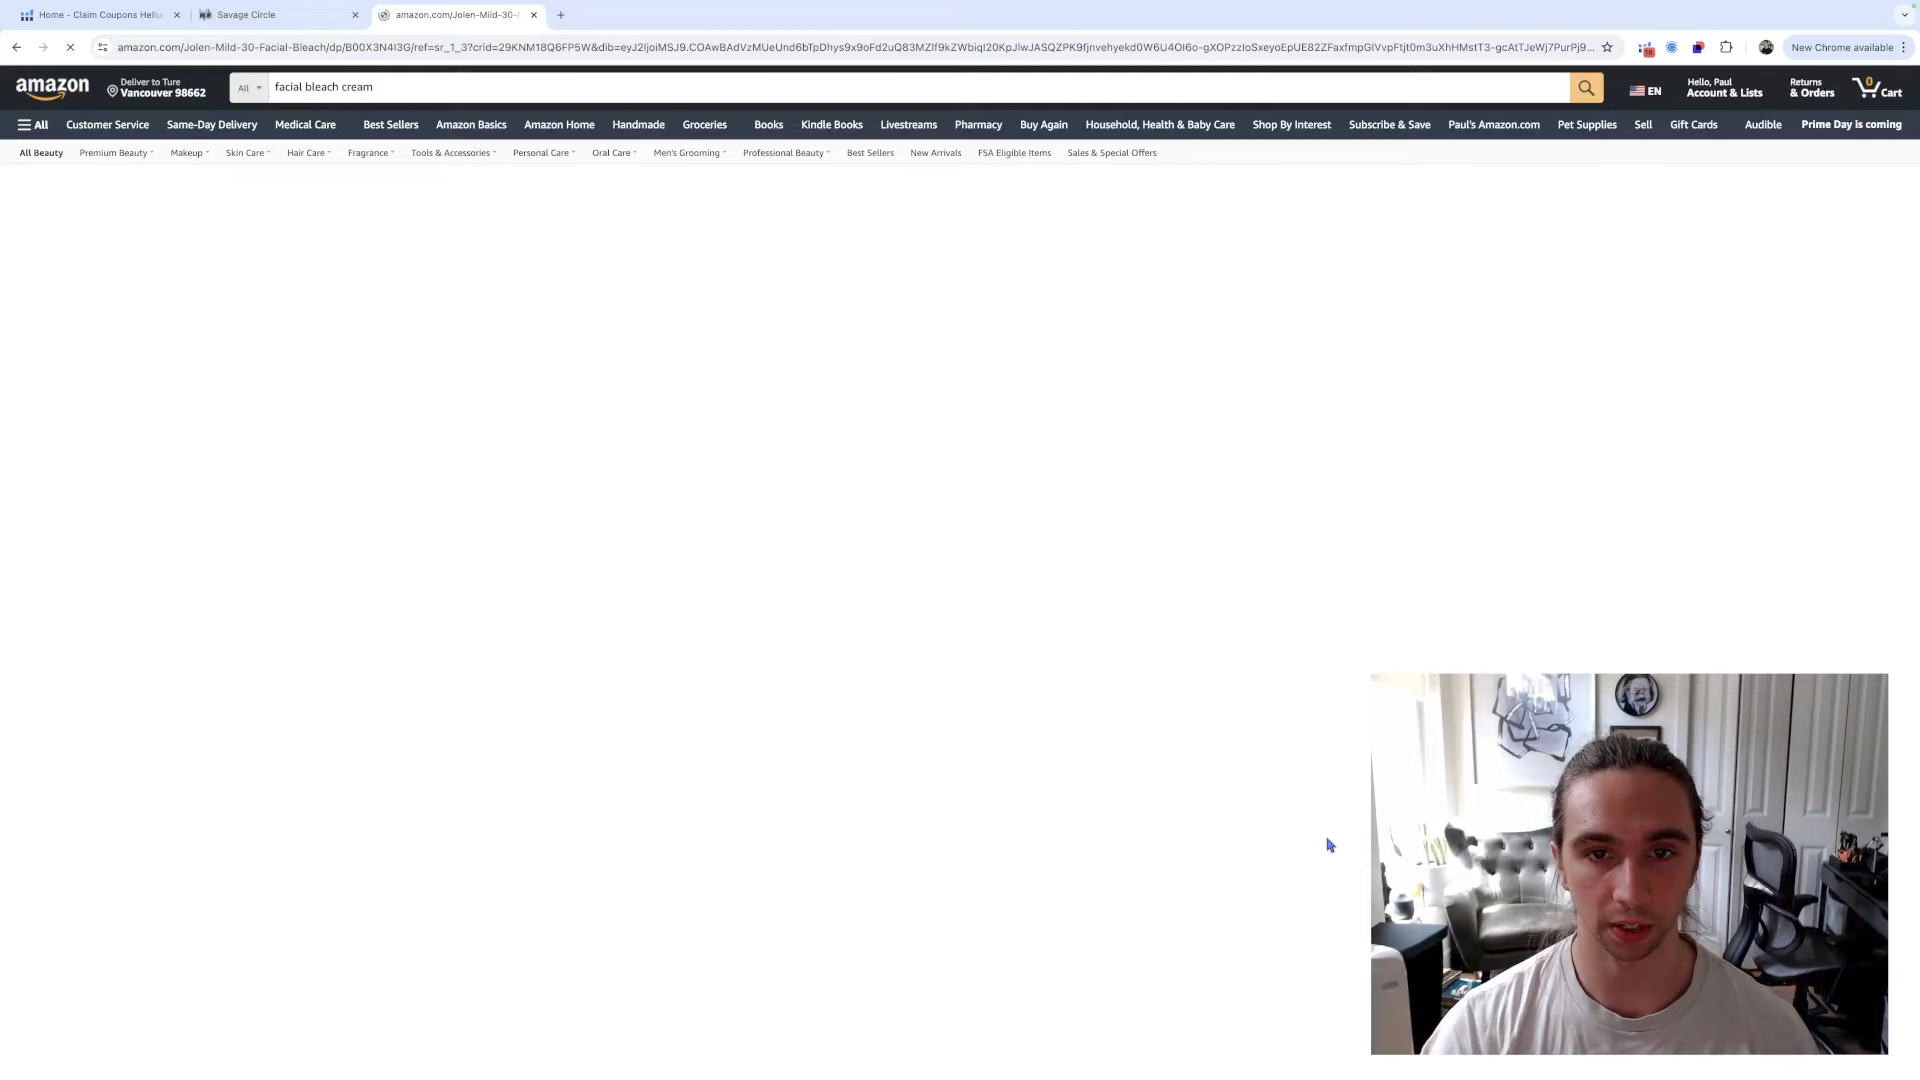 Home - Claim Coupons Heliu
Savage Circle
amazon.com/Jolen-Mild-30-
amazon.com/Jolen-Mild-30-Facial-Bleach/dp/B00X3N4I3G/ref=sr_1_3?crid=29KNM18Q6FP5W&dib=
New Chrome available
amazon
Deliver to Ture
Vancouver 98662
All
facial bleach cream
EN
Hello, Paul
Account & Lists
Returns
& Orders
0
Cart
All
Customer Service
Same-Day Delivery
Medical Care
Best Sellers
Amazon Basics
Amazon Home
Handmade
Groceries
Books
Kindle Books
Livestreams
Pharmacy
Buy Again
Household, Health & Baby Care
Shop By Interest
Subscribe & Save
Paul's Amazon.com
Pet Supplies
Sell
Gift Cards
Audible
Prime Day is coming
All Beauty
Premium Beauty
Makeup
Skin Care
Hair Care
Fragrance
Tools & Accessories
Personal Care
Oral Care
Men's Grooming
Professional Beauty
Best Sellers
New Arrivals
FSA Eligible Items
Sales & Special Offers